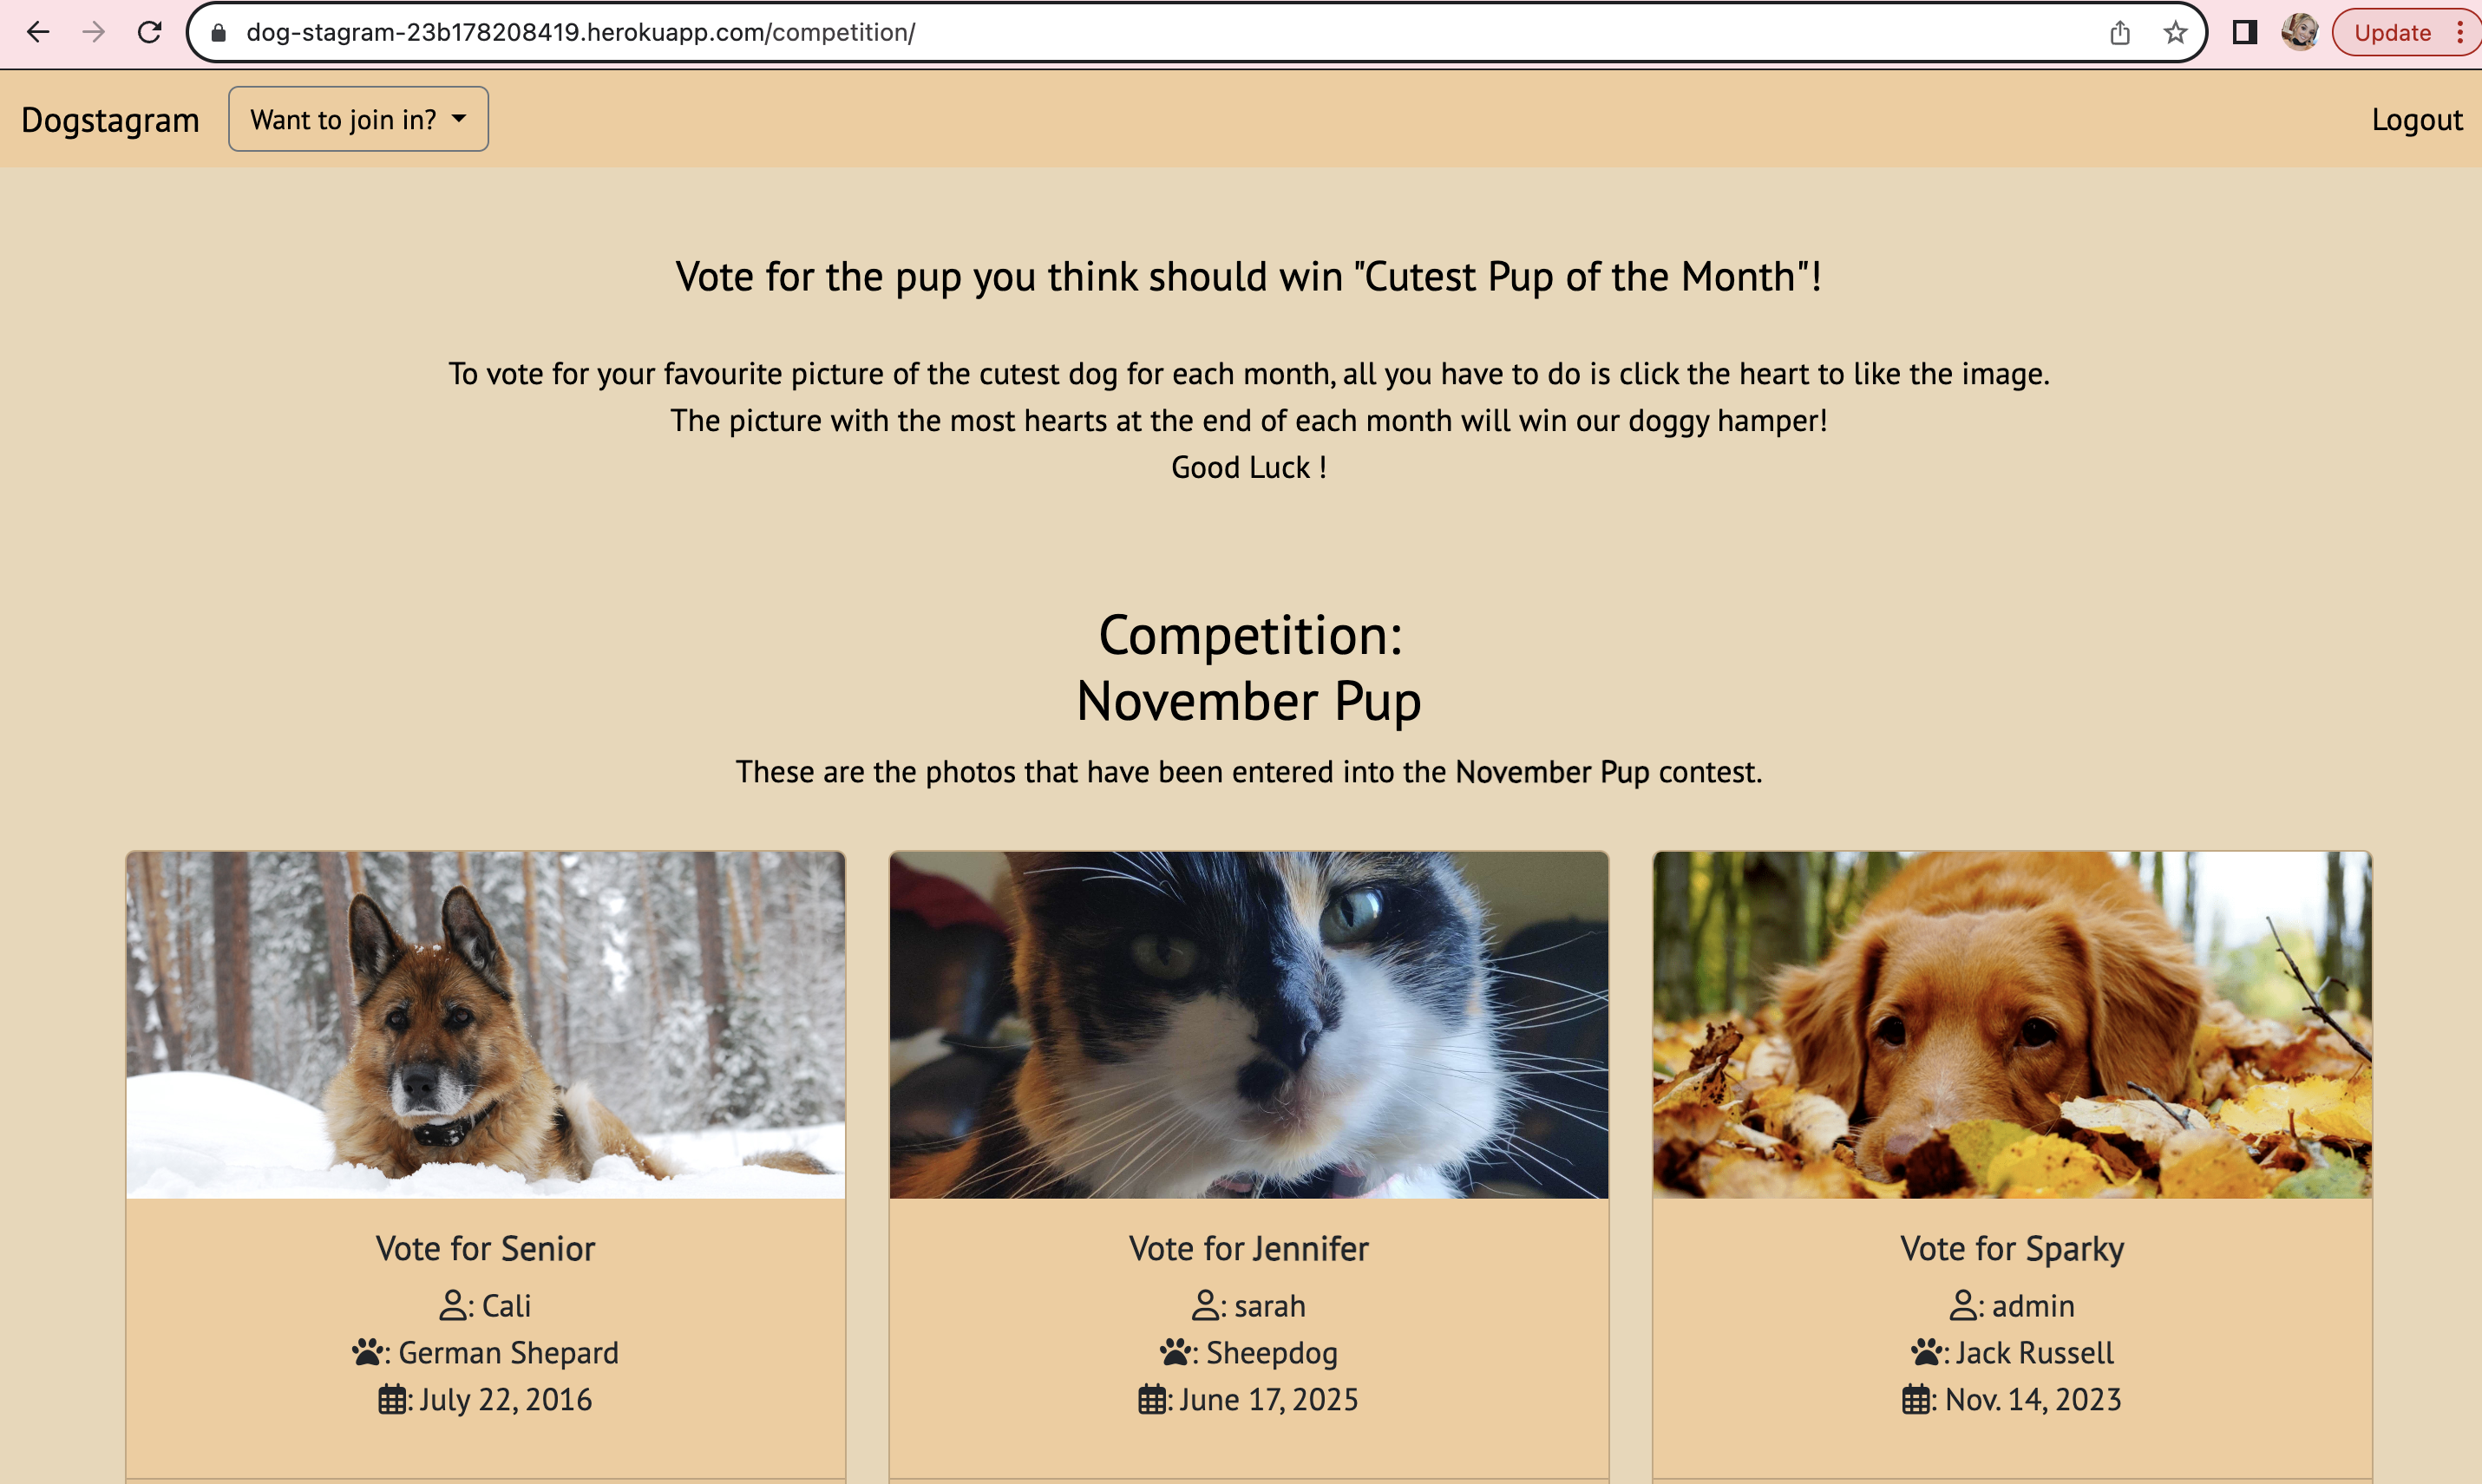 dog-stagram-23b178208419.herokuapp.com/competition/
Update
Dogstagram
Want to join in?
Logout
Vote for the pup you think should win "Cutest Pup of the Month"!
To vote for your favourite picture of the cutest dog for each month, all you have to do is click the heart to like the image.
The picture with the most hearts at the end of each month will win our doggy hamper!
Good Luck !
Competition:
November Pup
These are the photos that have been entered into the November Pup contest.
Vote for Senior
: Cali
: German Shepard
: July 22, 2016
Vote for Jennifer
: sarah
: Sheepdog
: June 17, 2025
Vote for Sparky
: admin
: Jack Russell
: Nov. 14, 2023